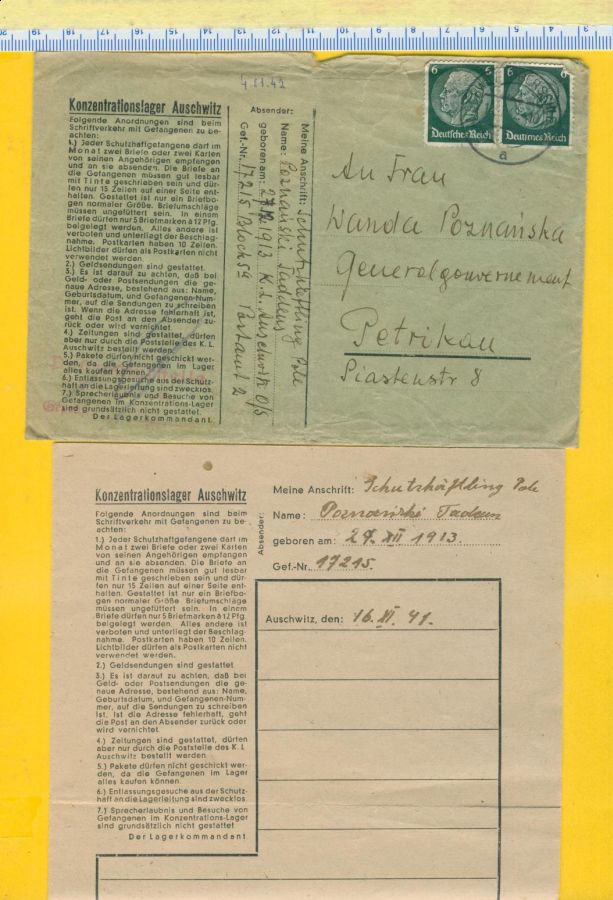 4.11.42
Konzentrationslager Auschwitz
Folgende Anordnungen sind beim
Schriftverkehr mit Gefangenen zu be-
achten:
1.) Jeder Schutzhaftgefangene darf im
Monat zwei Briefe oder zwei Karten
von seinen Angehörigen empfangen
und an sie absenden. Die Briefe an
die Gefangenen müssen gut lesbar
mit Tinte geschrieben sein und dür-
fen nur 15 Zeilen auf einer Seite ent-
halten. Gestattet ist nur ein Briefbo-
gen normaler Größe. Briefumschläge
müssen ungefüttert sein. In einem
Briefe dürfen nur 5 Briefmarken à 12 Pfg.
beigelegt werden. Alles andere ist
verboten und unterliegt der Beschlag-
nahme. Postkarten haben 10 Zeilen.
Lichtbilder dürfen als Postkarten nicht
verwendet werden.
2.) Geldsendungen sind gestattet.
3.) Es ist darauf zu achten, daß bei
Geld- oder Postsendungen die ge-
naue Adresse, bestehend aus: Name,
Geburtsdatum, und Gefangenen-Num-
mer, auf die Sendungen zu schreiben
ist. Wenn die Adresse fehlerhaft ist,
geht die Post an den Absender zu-
rück oder wird vernichtet.
4.) Zeitungen sind gestattet, dürfen
aber nur durch die Poststelle des K. L.
Auschwitz bestellt werden.
5.) Pakete dürfen nicht geschickt wer-
den, da die Gefangenen im Lager
alles kaufen können.
6.) Entlassungsgesuche aus der Schutz-
haft an die Lagerleitung sind zwecklos.
7.) Sprecherlaubnis und Besuche von
Gefangenen im Konzentrations-Lager
sind grundsätzlich nicht gestattet.
Der Lagerkommandant.
Absender:
Meine Anschrift: Schutzhäftling Pole
Name: Poznański Tadeus
geboren am: 27.XII.1913 K.L. Auschwitz O/S
Gef.-Nr. 17215 Block 5a Postamt 2
6 5
Deutsches Reich
6
Deutsches Reich
a
An Frau
Wanda Poznańska
Generalgouvernement
Petrikau
Piastenstr 8
Konzentrationslager Auschwitz
Folgende Anordnungen sind beim
Schriftverkehr mit Gefangenen zu be-
achten:
1.) Jeder Schutzhaftgefangene darf im
Monat zwei Briefe oder zwei Karten
von seinen Angehörigen empfangen
und an sie absenden. Die Briefe an
die Gefangenen müssen gut lesbar
mit Tinte geschrieben sein und dür-
fen nur 15 Zeilen auf einer Seite ent-
halten. Gestattet ist nur ein Briefbo-
gen normaler Größe. Briefumschläge
müssen ungefüttert sein. In einem
Briefe dürfen nur 5 Briefmarken à 12 Pfg.
beigelegt werden. Alles andere ist
verboten und unterliegt der Beschlag-
nahme. Postkarten haben 10 Zeilen.
Lichtbilder dürfen als Postkarten nicht
verwendet werden.
2.) Geldsendungen sind gestattet
3.) Es ist darauf zu achten, daß bei
Geld- oder Postsendungen die ge-
naue Adresse, bestehend aus: Name,
Geburtsdatum, und Gefangenen-Num-
mer, auf die Sendungen zu schreiben
ist. Ist die Adresse fehlerhaft, geht
die Post an den Absender zurück oder
wird vernichtet
4.) Zeitungen sind gestattet, dürfen
aber nur durch die Poststelle des K. L
Auschwitz bestellt werden
5.) Pakete dürfen nicht geschickt wer-
den, da die Gefangenen im Lager
alles kaufen können.
6.) Entlassungsgesuche aus der Schutz-
haft an die Lagerleitung sind zwecklos.
7.) Sprecherlaubnis und Besuche von
Gefangenen im Konzentrations-Lager
sind grundsätzlich nicht gestattet
Der Lagerkommandant
Absender:
Meine Anschrift: Schutzhäftling Pole
Name: Poznański Tadeus
geboren am: 27. XII 1913
Gef.-Nr. 17215.
Auschwitz, den: 16. XI. 41.